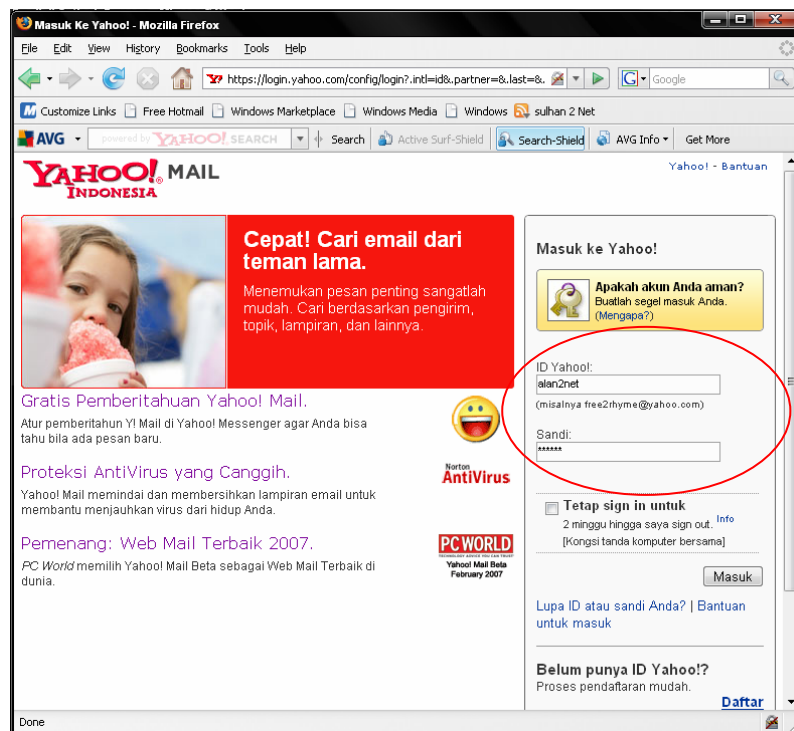 Masuk Ke Yahoo! - Mozilla Firefox
File Edit View History Bookmarks Tools Help
https://login.yahoo.com/config/login?.intl=id&.partner=&.last=&. Google
Customize Links Free Hotmail Windows Marketplace Windows Media Windows sulhan 2 Net
AVG powered by YAHOO! SEARCH Search Active Surf-Shield Search-Shield AVG Info Get More
YAHOO! MAIL
INDONESIA
Yahoo! - Bantuan
Cepat! Cari email dari
teman lama.
Menemukan pesan penting sangatlah
mudah. Cari berdasarkan pengirim,
topik, lampiran, dan lainnya.
Gratis Pemberitahuan Yahoo! Mail.
Atur pemberitahun Y! Mail di Yahoo! Messenger agar Anda bisa
tahu bila ada pesan baru.
Proteksi AntiVirus yang Canggih.
Yahoo! Mail memindai dan membersihkan lampiran email untuk
membantu menjauhkan virus dari hidup Anda.
Norton
AntiVirus
Pemenang: Web Mail Terbaik 2007.
PC World memilih Yahoo! Mail Beta sebagai Web Mail Terbaik di
dunia.
PC WORLD
Yahoo! Mail Beta
February 2007
Masuk ke Yahoo!
Apakah akun Anda aman?
Buatlah segel masuk Anda.
(Mengapa?)
ID Yahoo!:
alan2net
(misalnya free2rhyme@yahoo.com)
Sandi:
******
Tetap sign in untuk
2 minggu hingga saya sign out. Info
[Kongsi tanda komputer bersama]
Masuk
Lupa ID atau sandi Anda? | Bantuan
untuk masuk
Belum punya ID Yahoo!?
Proses pendaftaran mudah.
Daftar
Done